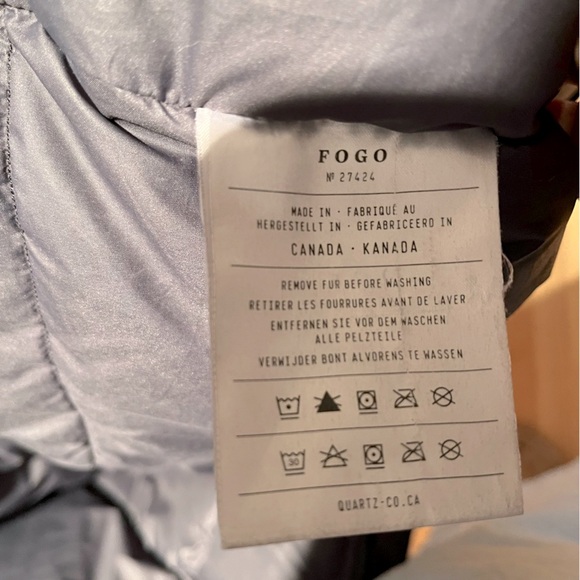 FOGO
Nº 27424
MADE IN · FABRIQUÉ AU
HERGESTELLT IN · GEFABRICEERD IN
CANADA · KANADA
REMOVE FUR BEFORE WASHING
RETIRER LES FOURRURES AVANT DE LAVER
ENTFERNEN SIE VOR DEM WASCHEN
ALLE PELZTEILE
VERWIJDER BONT ALVORENS TE WASSEN
30
QUARTZ-CO.CA